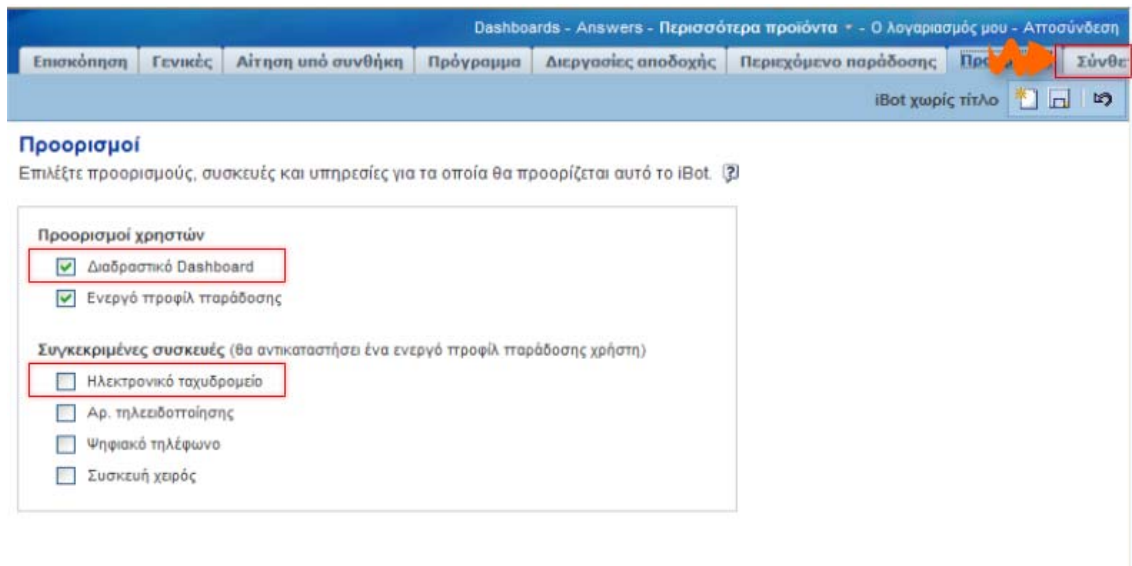 Dashboards - Answers - Περισσότερα προϊόντα - Ο λογαριασμός μου - Αποσύνδεση
Επισκόπηση Γενικές Αίτηση υπό συνθήκη Πρόγραμμα Διεργασίες αποδοχής Περιεχόμενο παράδοσης
iBot χωρίς τίτλο
Προορισμοί
Επιλέξτε προορισμούς, συσκευές και υπηρεσίες για τα οποία θα προορίζεται αυτό το iBot.
Προορισμοί χρηστών
Διαδραστικό Dashboard
Ενεργό προφίλ παράδοσης
Συγκεκριμένες συσκευές (θα αντικαταστήσει ένα ενεργό προφίλ παράδοσης χρήστη)
Ηλεκτρονικό ταχυδρομείο
Αρ. τηλεειδοποίησης
Ψηφιακό τηλέφωνο
Συσκευή χειρός